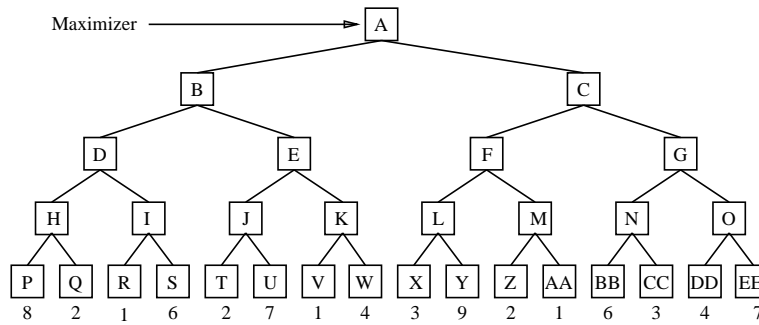 Maximizer A
B C
D E F G
H I J K L M N O
P Q R S T U V W X Y Z AA BB CC DD EE
8 2 1 6 2 7 1 4 3 9 2 1 6 3 4 7